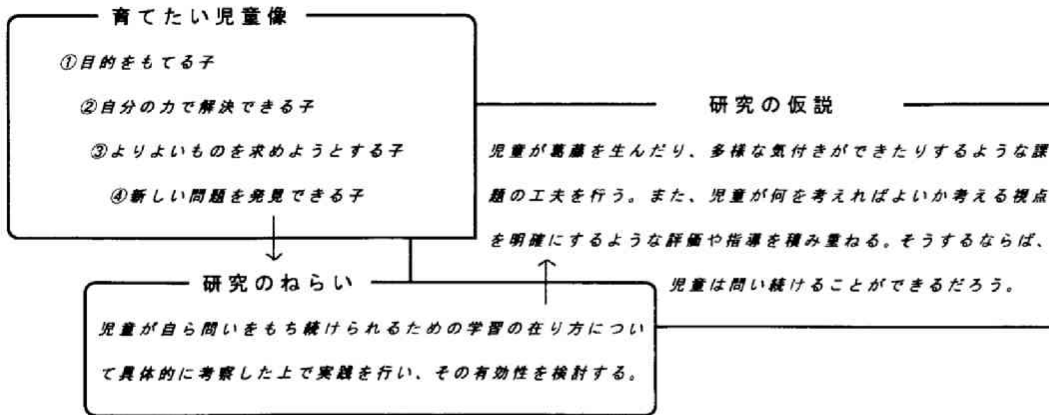 育てたい児童像
①目的をもてる子
②自分の力で解決できる子
③よりよいものを求めようとする子
④新しい問題を発見できる子
研究の仮説
児童が葛藤を生んだり、多様な気付きができたりするような課
題の工夫を行う。また、児童が何を考えればよいか考える視点
を明確にするような評価や指導を積み重ねる。そうするならば、
児童は問い続けることができるだろう。
研究のねらい
児童が自ら問いをもち続けられるための学習の在り方につい
て具体的に考察した上で実践を行い、その有効性を検討する。